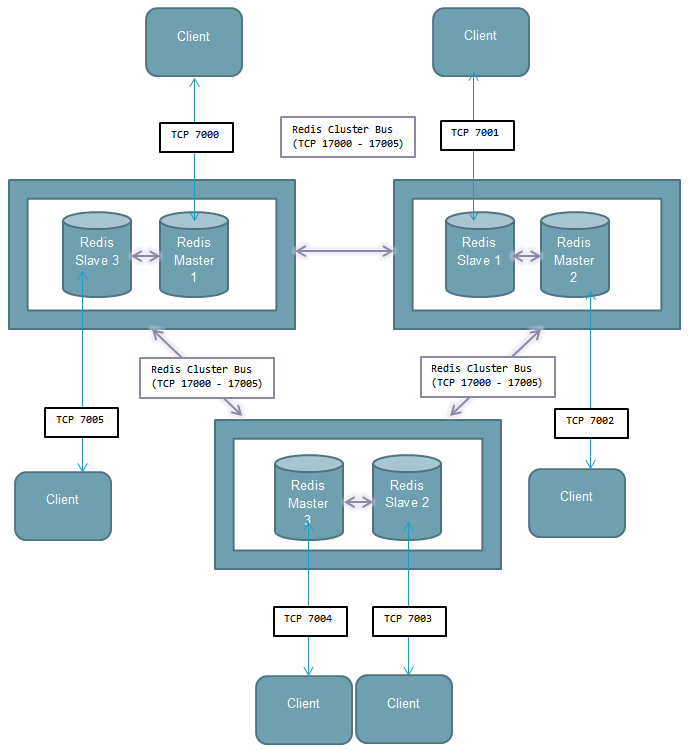 Client
Client
TCP 7000
Redis Cluster Bus
(TCP 17000 - 17005)
TCP 7001
Redis
Slave 3
Redis
Master
1
Redis
Slave 1
Redis
Master
2
Redis Cluster Bus
(TCP 17000 - 17005)
Redis Cluster Bus
(TCP 17000 - 17005)
TCP 7005
TCP 7002
Client
Redis
Master
3
Redis
Slave 2
Client
TCP 7004
TCP 7003
Client
Client